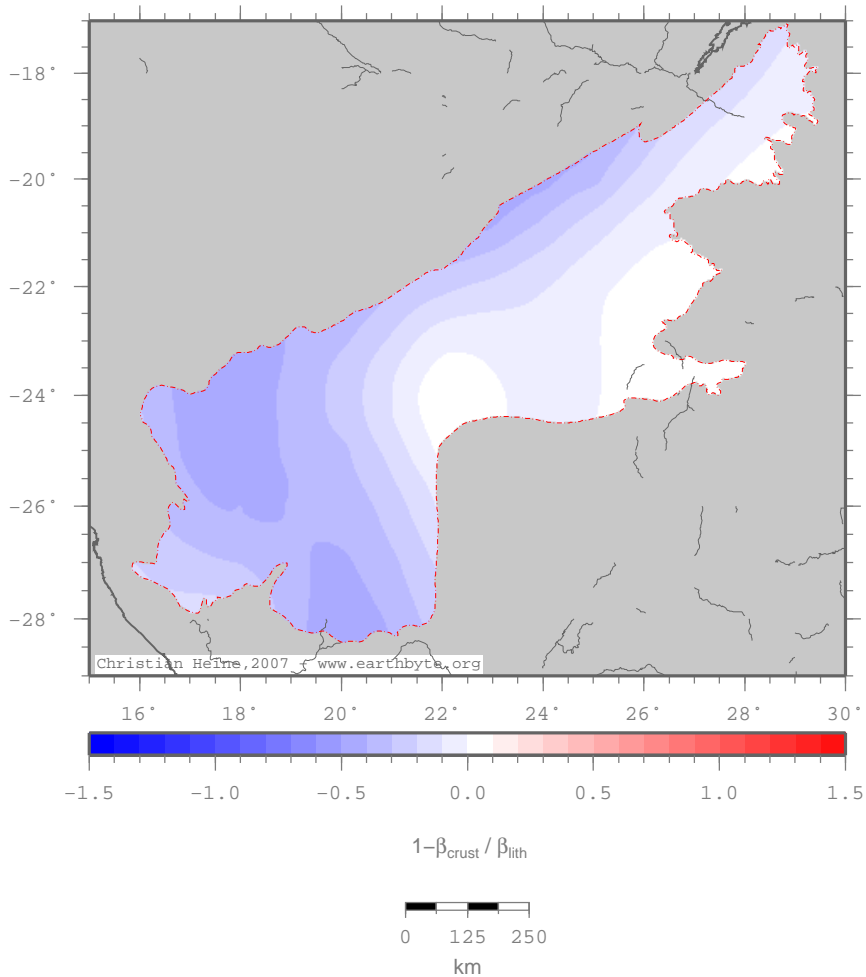 −18°
−20°
−22°
−24°
−26°
−28°
Christian Heine,2007 - www.earthbyte.org
16° 18° 20° 22° 24° 26° 28° 30°
−1.5 −1.0 −0.5 0.0 0.5 1.0 1.5
1−βcrust / βlith
0 125 250
km